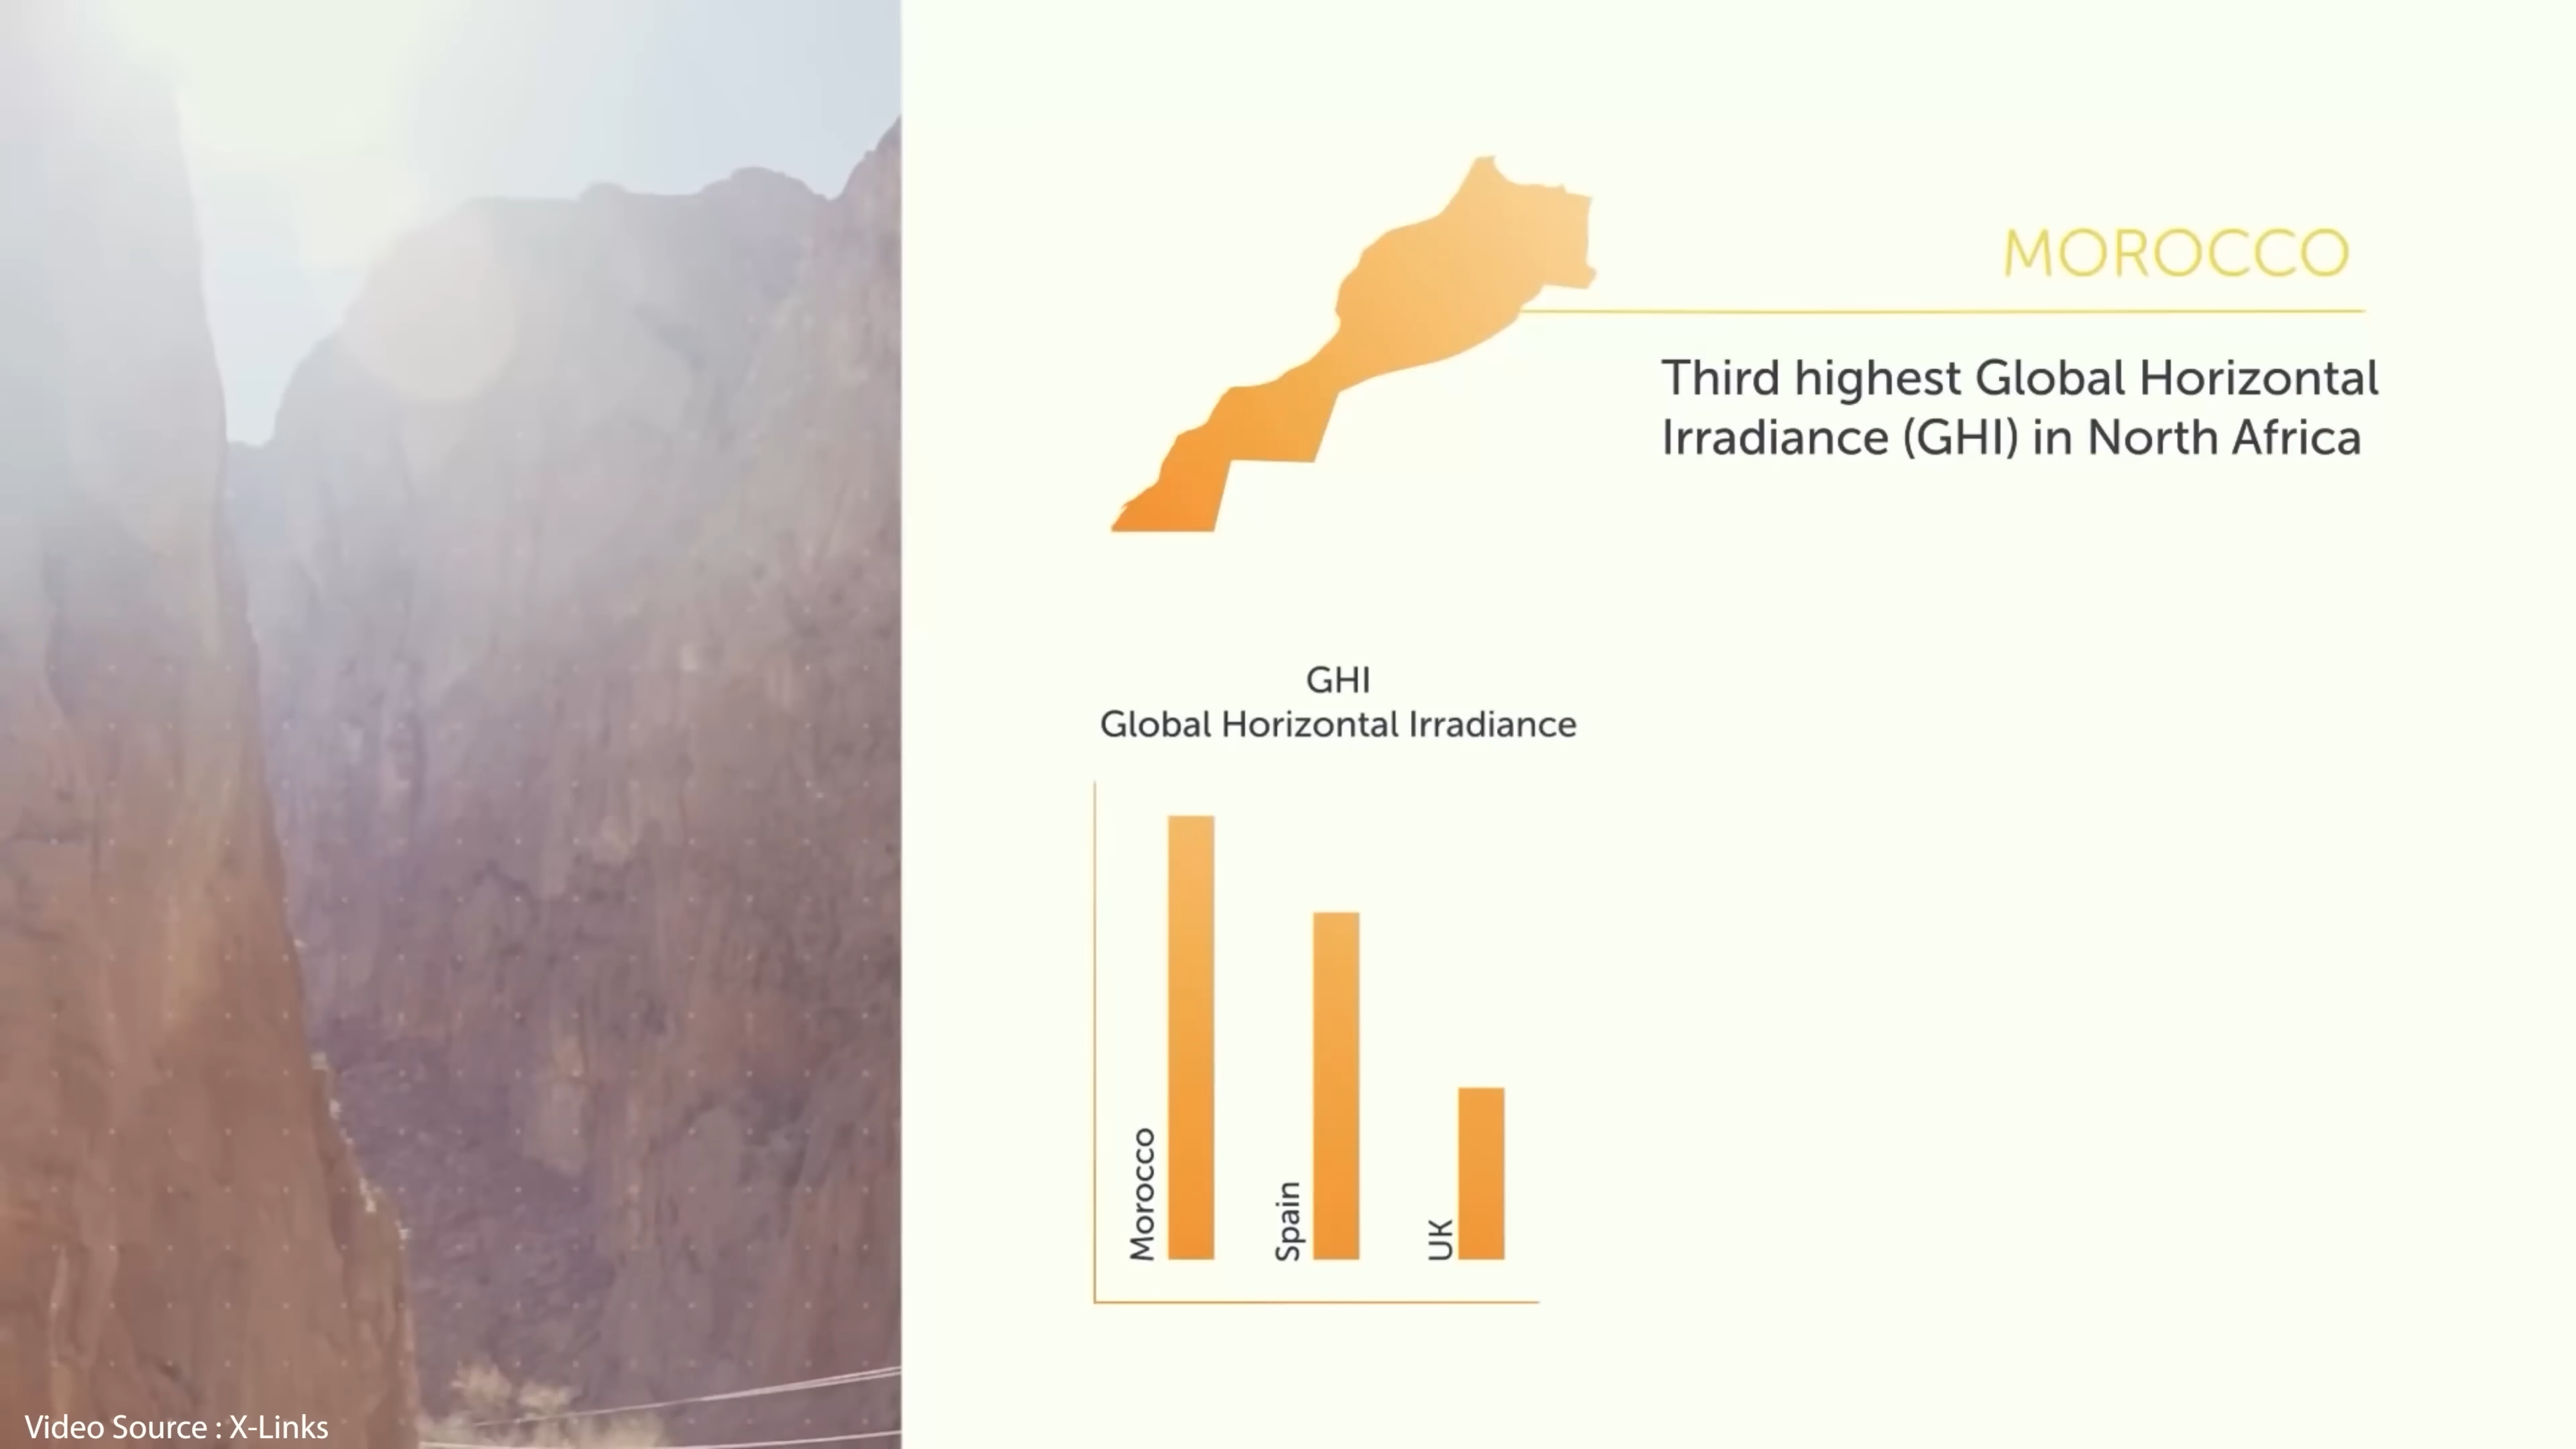 MOROCCO
Third highest Global Horizontal
Irradiance (GHI) in North Africa
GHI
Global Horizontal Irradiance
Morocco
Spain
UK
Video Source : X-Links